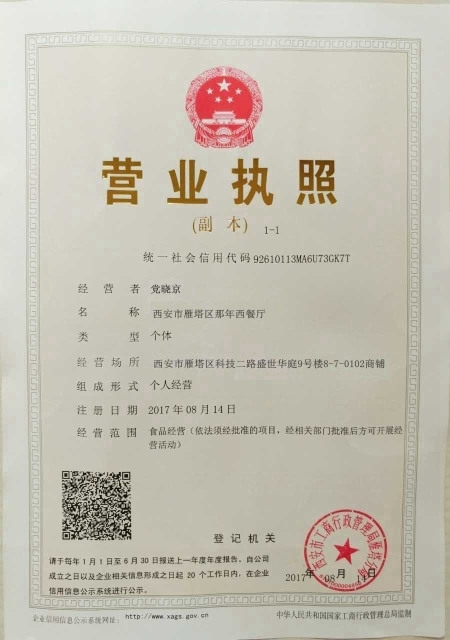 营业执照
(副 本) 1-1
统一社会信用代码 92610113MA6U73GK7T
经营者 党晓京
名称 西安市雁塔区那年西餐厅
类型 个体
经营场所 西安市雁塔区科技二路盛世华庭9号楼8-7-0102商铺
组成形式 个人经营
注册日期 2017年08月14日
经营范围 食品经营（依法须经批准的项目，经相关部门批准后方可开展经
营活动）
登记机关
西安市工商行政管理局雁塔分局
请于每年1月1日至6月30日报送上一年度年度报告，自公
成立之日以及企业相关信息形成之日起20个工作日内，在企业
信用信息公示系统进行公示。
2017年 08月 14日
企业信用信息公示系统网址： http://www.xags.gov.cn
中华人民共和国国家工商行政管理总局监制